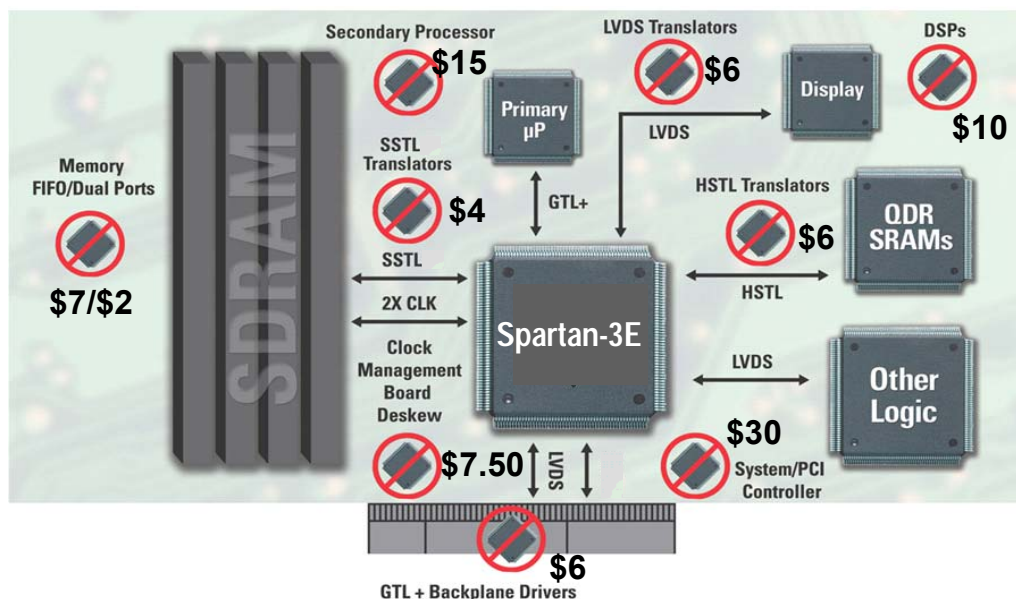 Secondary Processor
$15
LVDS Translators
$6
DSPs
$10
Primary
µP
Display
LVDS
SSTL
Translators
$4
Memory
FIFO/Dual Ports
$7/$2
SDRAM
GTL+
HSTL Translators
$6
QDR
SRAMs
SSTL
HSTL
2X CLK
Spartan-3E
Clock
Management
Board
Deskew
$7.50
LVDS
LVDS
Other
Logic
$30
System/PCI
Controller
$6
GTL + Backplane Drivers